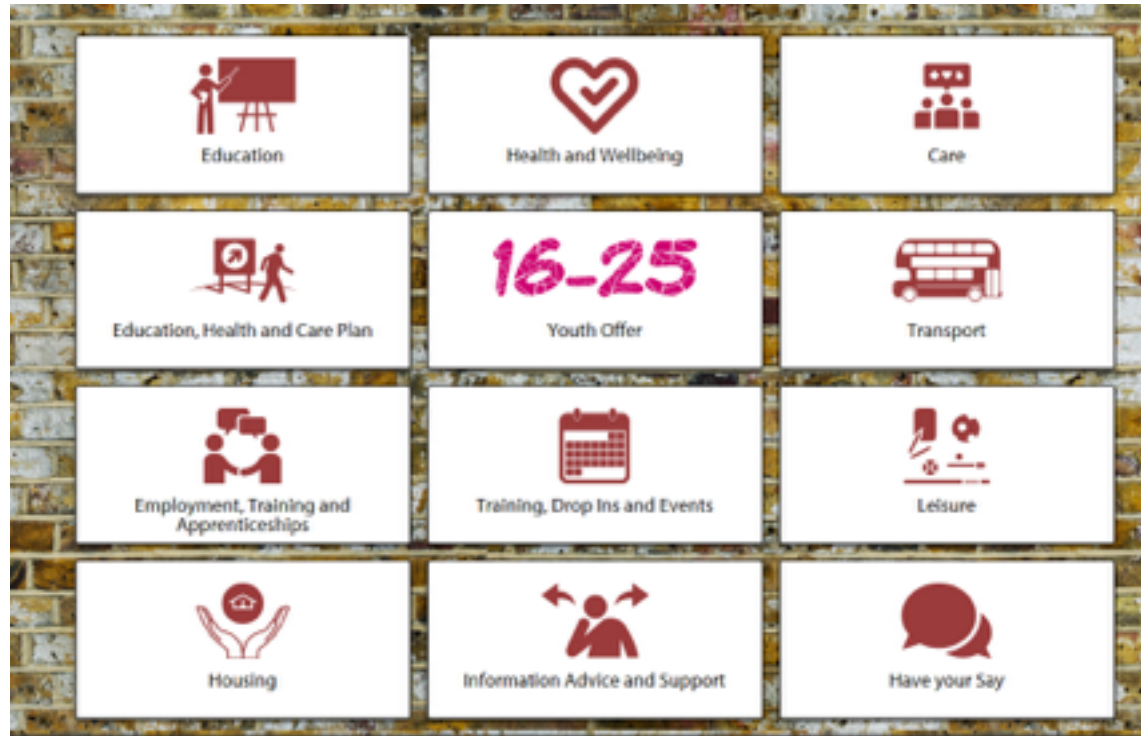 Education
Health and Wellbeing
Care
Education, Health and Care Plan
16-25
Youth Offer
Transport
Employment, Training and
Apprenticeships
Training, Drop Ins and Events
Leisure
Housing
Information Advice and Support
Have your Say